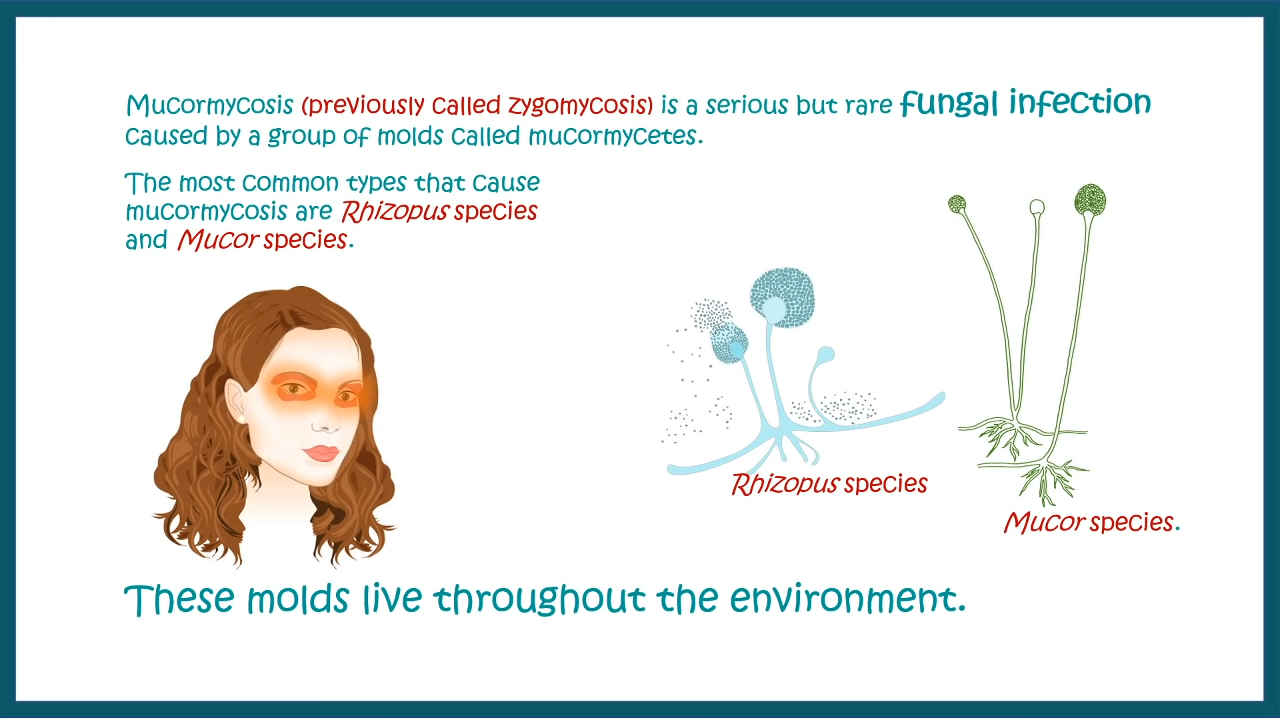 Mucormycosis (previously called zygomycosis) is a serious but rare fungal infection
caused by a group of molds called mucormycetes.
The most common types that cause
mucormycosis are Rhizopus species
and Mucor species.
Rhizopus species
Mucor species.
These molds live throughout the environment.